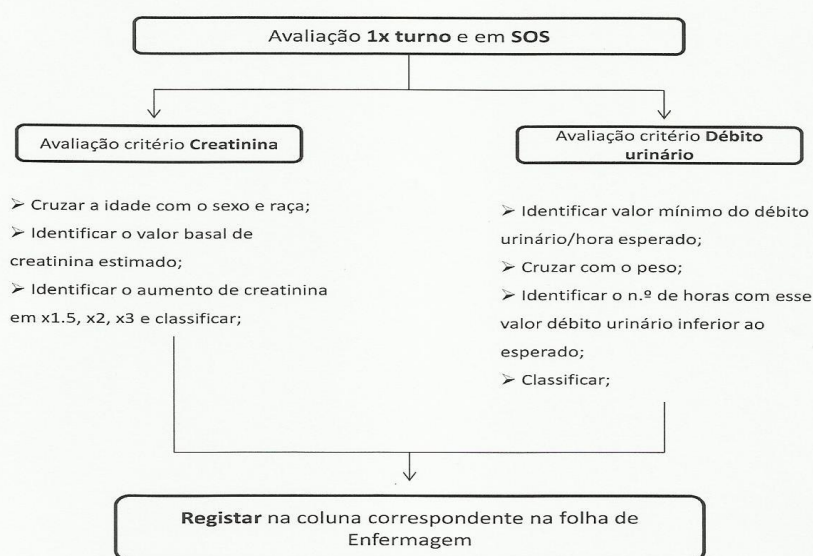 Avaliação 1x turno e em SOS
Avaliação critério Creatinina
➢ Cruzar a idade com o sexo e raça;
➢ Identificar o valor basal de
creatinina estimado;
➢ Identificar o aumento de creatinina
em x1.5, x2, x3 e classificar;
Avaliação critério Débito
urinário
➢ Identificar valor mínimo do débito
urinário/hora esperado;
➢ Cruzar com o peso;
➢ Identificar o n.º de horas com esse
valor débito urinário inferior ao
esperado;
➢ Classificar;
Registar na coluna correspondente na folha de
Enfermagem